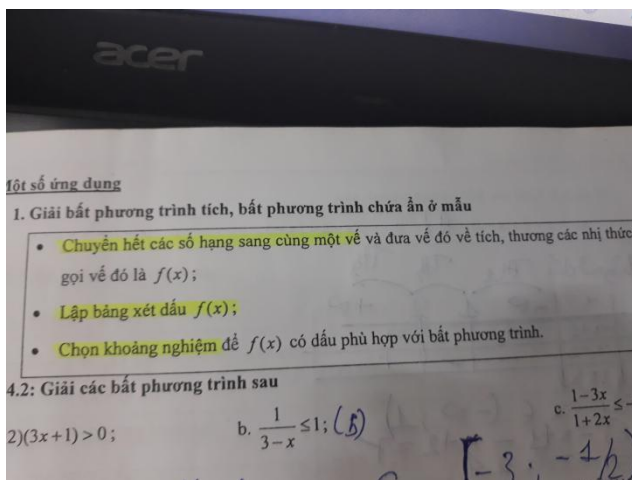 acer
Một số ứng dụng
1. Giải bất phương trình tích, bất phương trình chứa ẩn ở mẫu
• Chuyển hết các số hạng sang cùng một vế và đưa vế đó về tích, thương các nhị thức
gọi vế đó là f(x);
• Lập bảng xét dấu f(x);
• Chọn khoảng nghiệm để f(x) có dấu phù hợp với bất phương trình.
4.2: Giải các bất phương trình sau
2)(3x+1) > 0; b. \frac{1}{3-x} ≤ 1; (5) c. \frac{1-3x}{1+2x} ≤ -
[-3; -1/2)